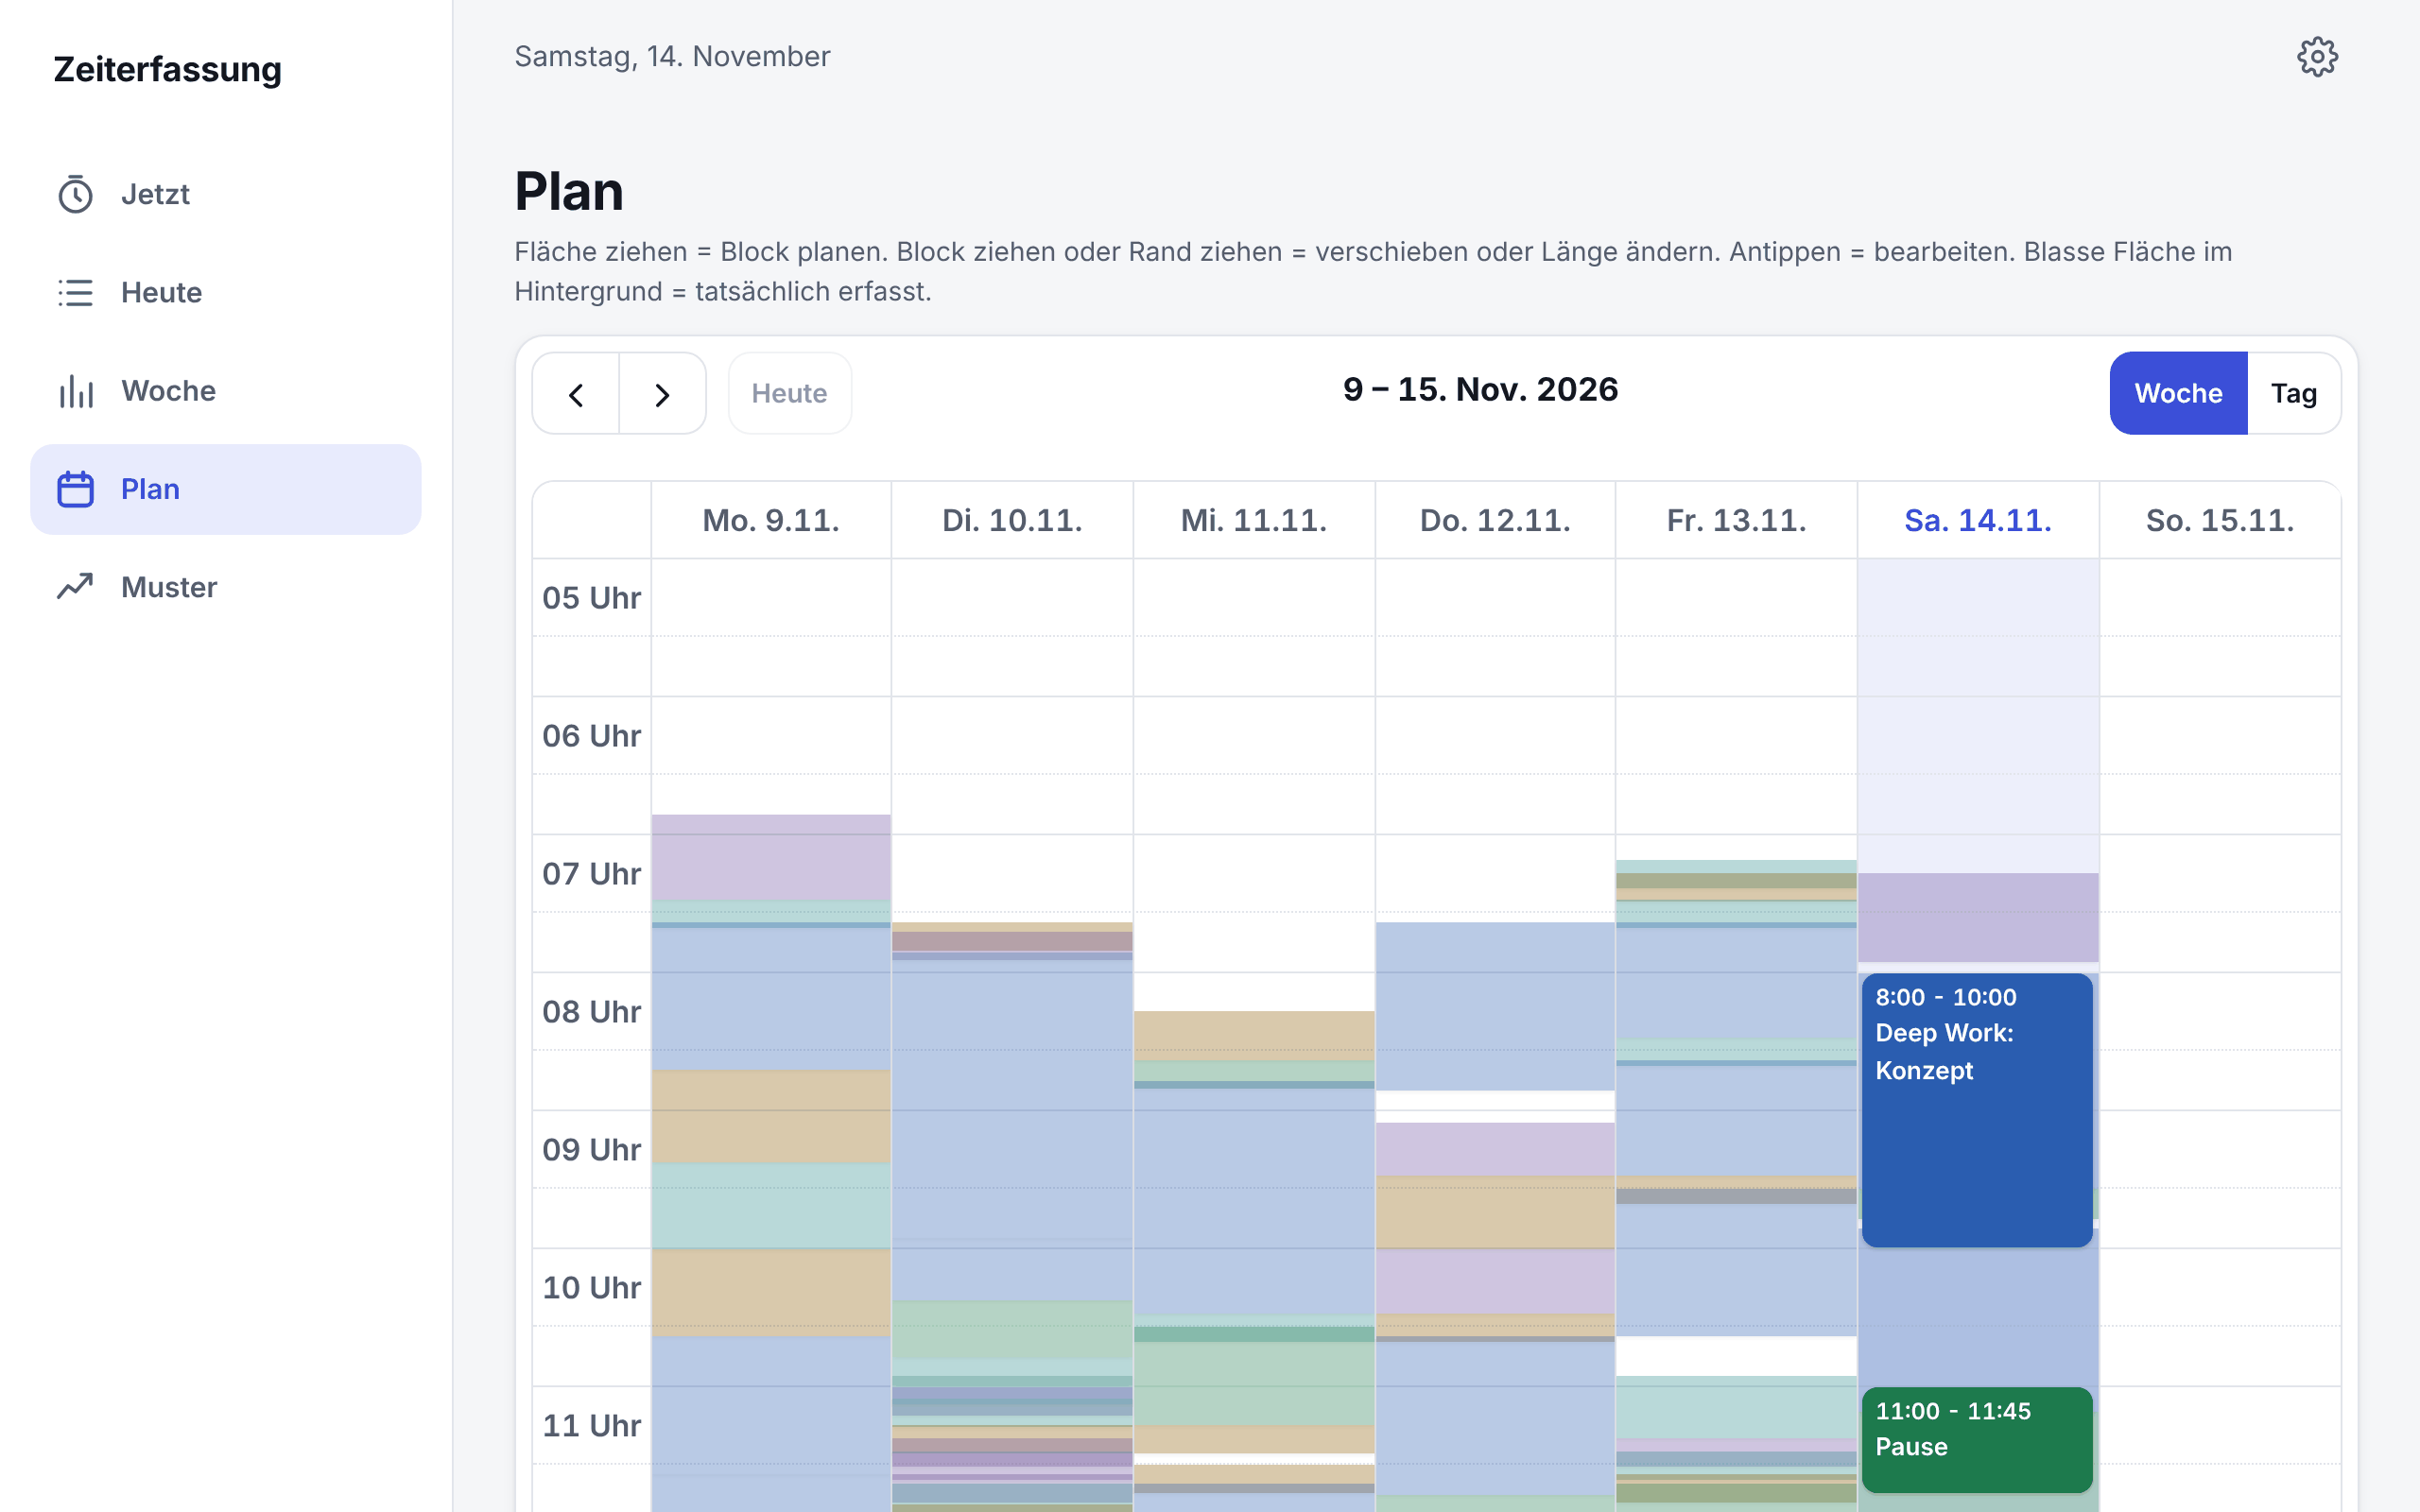 Zeiterfassung
Jetzt
Heute
Woche
Plan
Muster
Samstag, 14. November
Plan
Fläche ziehen = Block planen. Block ziehen oder Rand ziehen = verschieben oder Länge ändern. Antippen = bearbeiten. Blasse Fläche im
Hintergrund = tatsächlich erfasst.
Heute
9 – 15. Nov. 2026
Woche
Tag
Mo. 9.11.
Di. 10.11.
Mi. 11.11.
Do. 12.11.
Fr. 13.11.
Sa. 14.11.
So. 15.11.
05 Uhr
06 Uhr
07 Uhr
08 Uhr
09 Uhr
10 Uhr
11 Uhr
8:00 - 10:00
Deep Work:
Konzept
11:00 - 11:45
Pause